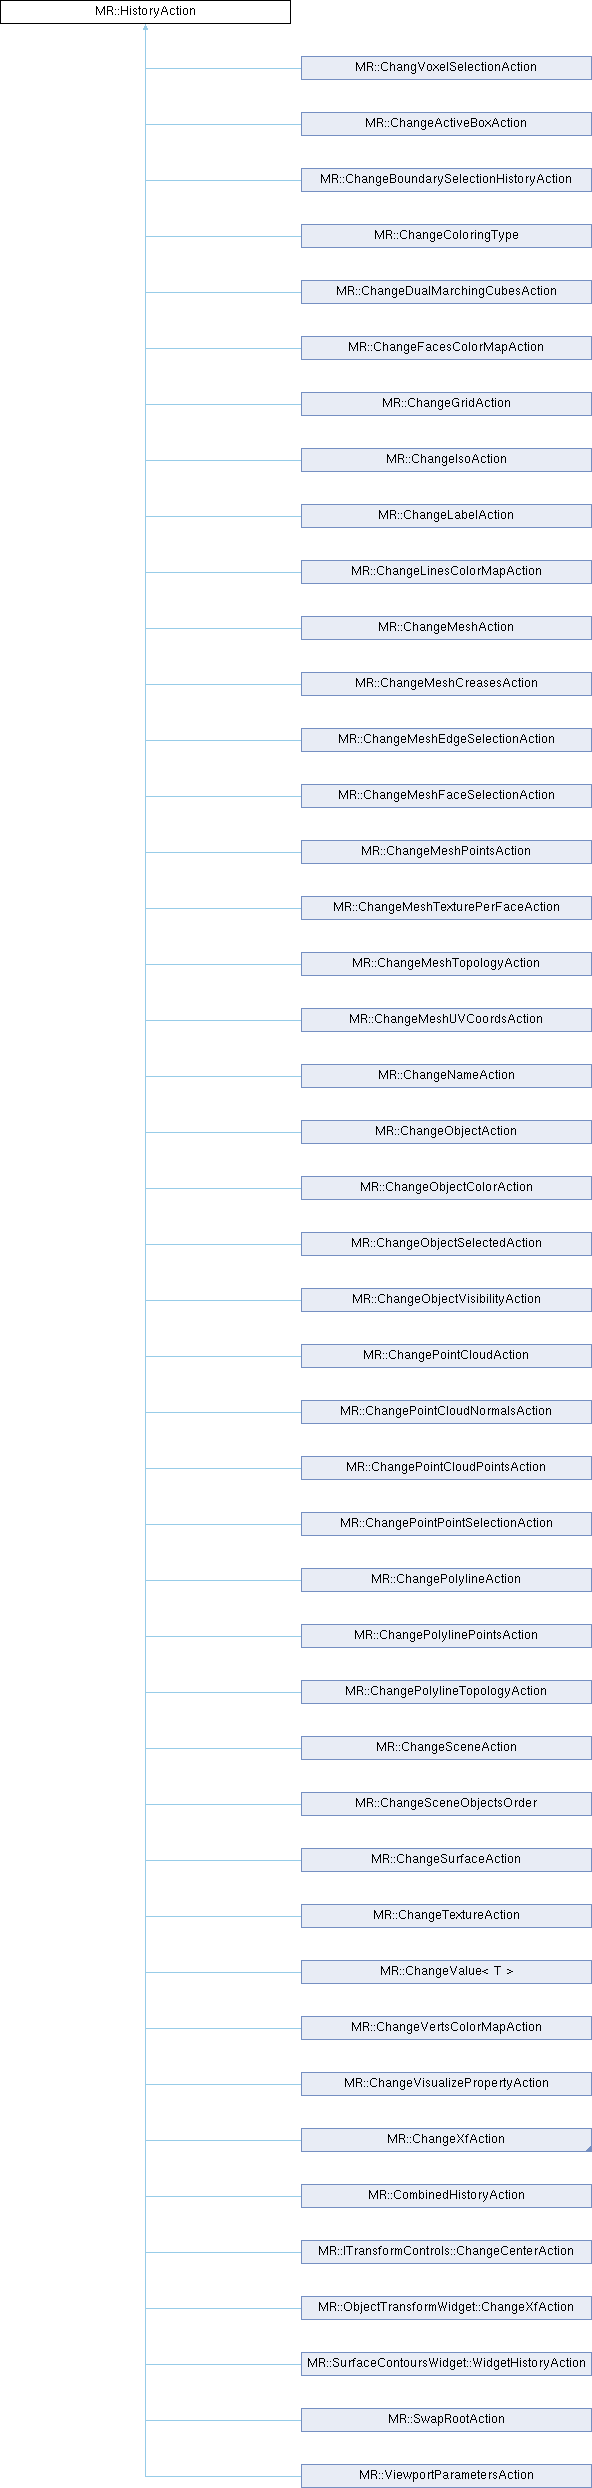 MR::HistoryAction
MR::ChangVoxelSelectionAction
MR::ChangeActiveBoxAction
MR::ChangeBoundarySelectionHistoryAction
MR::ChangeColoringType
MR::ChangeDualMarchingCubesAction
MR::ChangeFacesColorMapAction
MR::ChangeGridAction
MR::ChangeIsoAction
MR::ChangeLabelAction
MR::ChangeLinesColorMapAction
MR::ChangeMeshAction
MR::ChangeMeshCreasesAction
MR::ChangeMeshEdgeSelectionAction
MR::ChangeMeshFaceSelectionAction
MR::ChangeMeshPointsAction
MR::ChangeMeshTexturePerFaceAction
MR::ChangeMeshTopologyAction
MR::ChangeMeshUVCoordsAction
MR::ChangeNameAction
MR::ChangeObjectAction
MR::ChangeObjectColorAction
MR::ChangeObjectSelectedAction
MR::ChangeObjectVisibilityAction
MR::ChangePointCloudAction
MR::ChangePointCloudNormalsAction
MR::ChangePointCloudPointsAction
MR::ChangePointPointSelectionAction
MR::ChangePolylineAction
MR::ChangePolylinePointsAction
MR::ChangePolylineTopologyAction
MR::ChangeSceneAction
MR::ChangeSceneObjectsOrder
MR::ChangeSurfaceAction
MR::ChangeTextureAction
MR::ChangeValue< T >
MR::ChangeVertsColorMapAction
MR::ChangeVisualizePropertyAction
MR::ChangeXfAction
MR::CombinedHistoryAction
MR::ITransformControls::ChangeCenterAction
MR::ObjectTransformWidget::ChangeXfAction
MR::SurfaceContoursWidget::WidgetHistoryAction
MR::SwapRootAction
MR::ViewportParametersAction